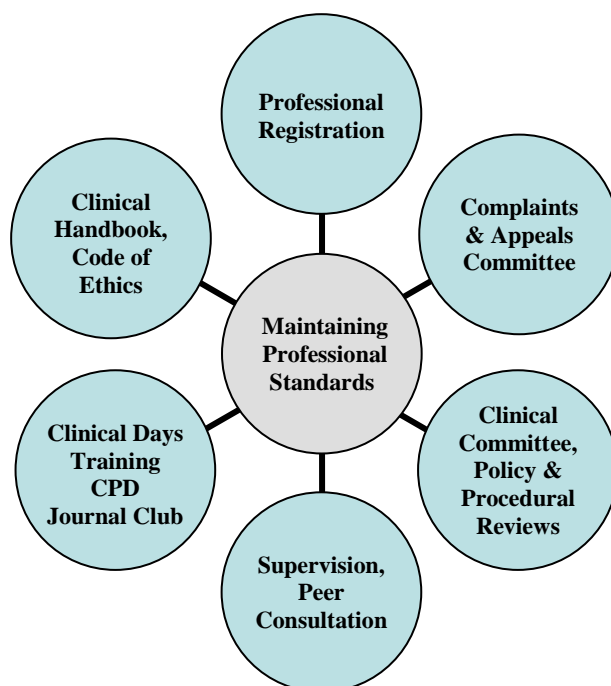 Professional
Registration
Clinical
Handbook,
Code of
Ethics
Complaints
& Appeals
Committee
Maintaining
Professional
Standards
Clinical Days
Training
CPD
Journal Club
Clinical
Committee,
Policy &
Procedural
Reviews
Supervision,
Peer
Consultation